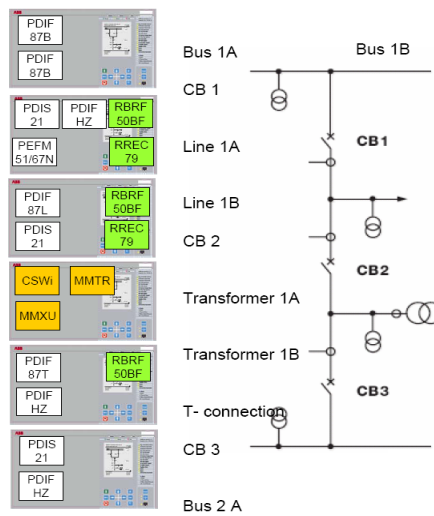 PDIF
87B
PDIF
87B
PDIS
21
PDIF
HZ
RBRF
50BF
PEFM
51/67N
RREC
79
PDIF
87L
RBRF
50BF
PDIS
21
RREC
79
CSWi
MMTR
MMXU
PDIF
87T
RBRF
50BF
PDIF
HZ
PDIS
21
PDIF
HZ
Bus 1A
Bus 1B
CB 1
CB1
Line 1A
Line 1B
CB 2
CB2
Transformer 1A
Transformer 1B
CB3
T- connection
CB 3
Bus 2 A